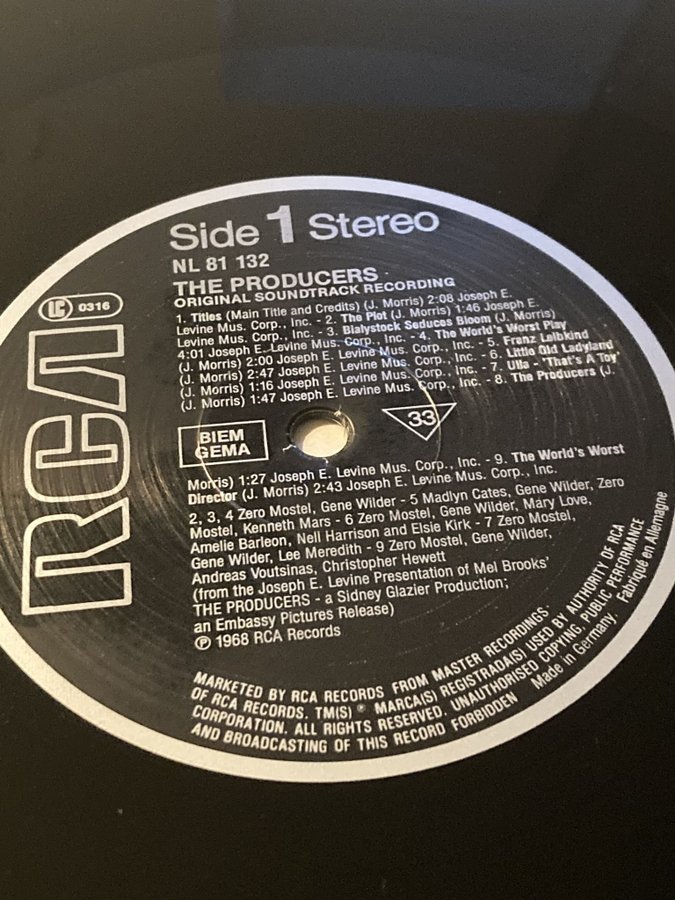 Side 1 Stereo
NL 81 132
THE PRODUCERS
ORIGINAL SOUNDTRACK RECORDING
1. Titles (Main Title and Credits) (J. Morris) 2:08 Joseph E.
Levine Mus. Corp., Inc. - 2. The Plot (J. Morris) 1:46 Joseph E.
Levine Mus. Corp., Inc. - 3. Bialystock Seduces Bloom (J. Morris)
4:01 Joseph E. Levine Mus. Corp., Inc. - 4. The World's Worst Play
(J. Morris) 2:00 Joseph E. Levine Mus. Corp., Inc. - 5. Franz Leibkind
(J. Morris) 2:47 Joseph E. Levine Mus. Corp., Inc. - 6. Little Old Ladyland
(J. Morris) 1:16 Joseph E. Levine Mus. Corp., Inc. - 7. Ulla - 'That's A Toy'
(J. Morris) 1:47 Joseph E. Levine Mus. Corp., Inc. - 8. The Producers (J.
LC 0316
RCA
BIEM
GEMA
33
Morris) 1:27 Joseph E. Levine Mus. Corp., Inc. - 9. The World's Worst
Director (J. Morris) 2:43 Joseph E. Levine Mus. Corp., Inc.
2, 3, 4 Zero Mostel, Gene Wilder - 5 Madlyn Cates, Gene Wilder, Zero
Mostel, Kenneth Mars - 6 Zero Mostel, Gene Wilder, Mary Love,
Amelie Barleon, Nell Harrison and Elsie Kirk - 7 Zero Mostel,
Gene Wilder, Lee Meredith - 9 Zero Mostel, Gene Wilder,
Andreas Voutsinas, Christopher Hewett
(from the Joseph E. Levine Presentation of Mel Brooks'
THE PRODUCERS - a Sidney Glazier Production;
an Embassy Pictures Release)
℗ 1968 RCA Records
MARKETED BY RCA RECORDS FROM MASTER RECORDINGS
OF RCA RECORDS. TM(S) ® MARCA(S) REGISTRADA(S) USED BY AUTHORITY OF RCA
CORPORATION. ALL RIGHTS RESERVED. UNAUTHORISED COPYING, PUBLIC PERFORMANCE
AND BROADCASTING OF THIS RECORD FORBIDDEN
Made in Germany, Fabriqué en Allemagne